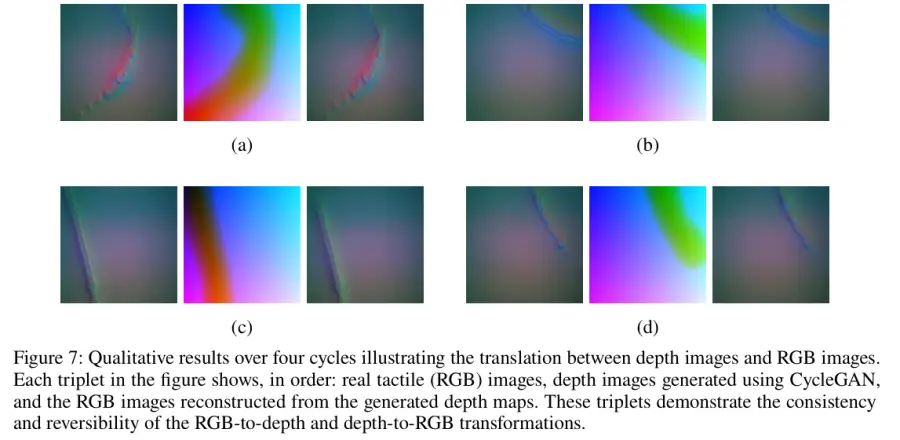 (a)
(b)
(c)
(d)
Figure 7: Qualitative results over four cycles illustrating the translation between depth images and RGB images.
Each triplet in the figure shows, in order: real tactile (RGB) images, depth images generated using CycleGAN,
and the RGB images reconstructed from the generated depth maps. These triplets demonstrate the consistency
and reversibility of the RGB-to-depth and depth-to-RGB transformations.